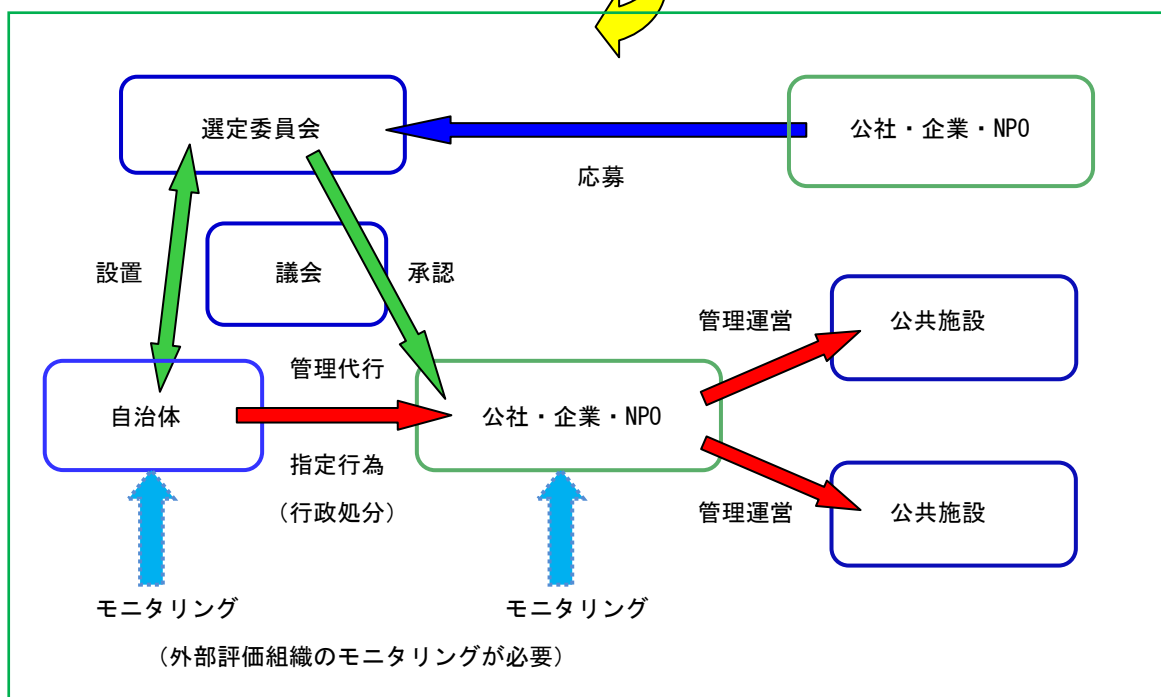 選定委員会
公社・企業・NPO
応募
設置
議会
承認
管理運営
公共施設
管理代行
自治体
公社・企業・NPO
指定行為
(行政処分)
管理運営
公共施設
モニタリング
モニタリング
(外部評価組織のモニタリングが必要)